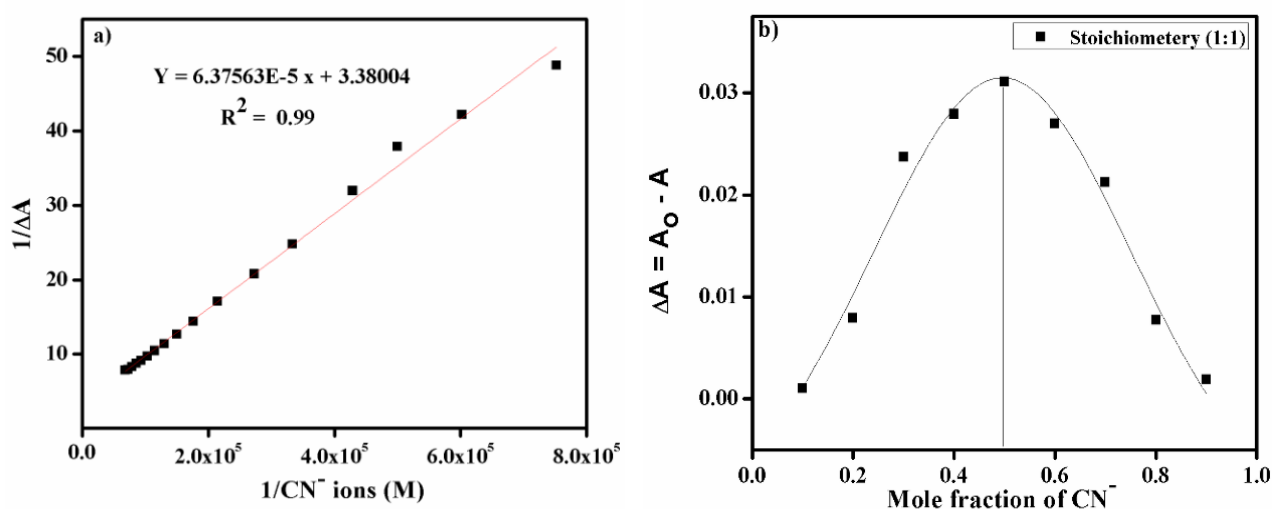 a)
Y = 6.37563E-5 x + 3.38004
R² = 0.99
1/ΔA
50
40
30
20
10
0.0 2.0x10⁵ 4.0x10⁵ 6.0x10⁵ 8.0x10⁵
1/CN⁻ ions (M)
b)
Stoichiometery (1:1)
ΔA = A₀ - A
0.03
0.02
0.01
0.00
0.0 0.2 0.4 0.6 0.8 1.0
Mole fraction of CN⁻